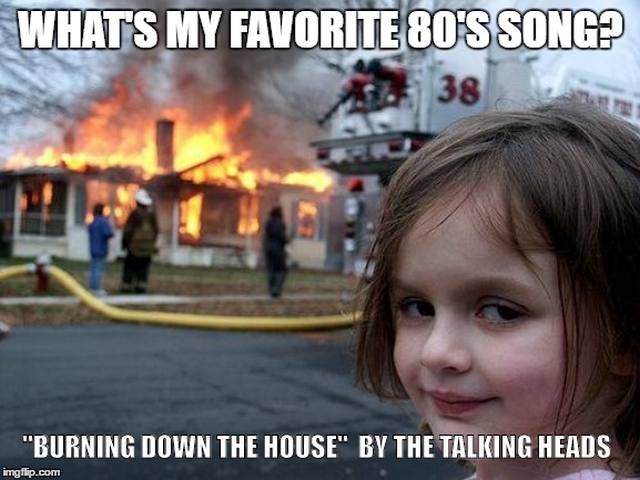 WHAT'S MY FAVORITE 80'S SONG?
38
"BURNING DOWN THE HOUSE" BY THE TALKING HEADS
imgflip.com